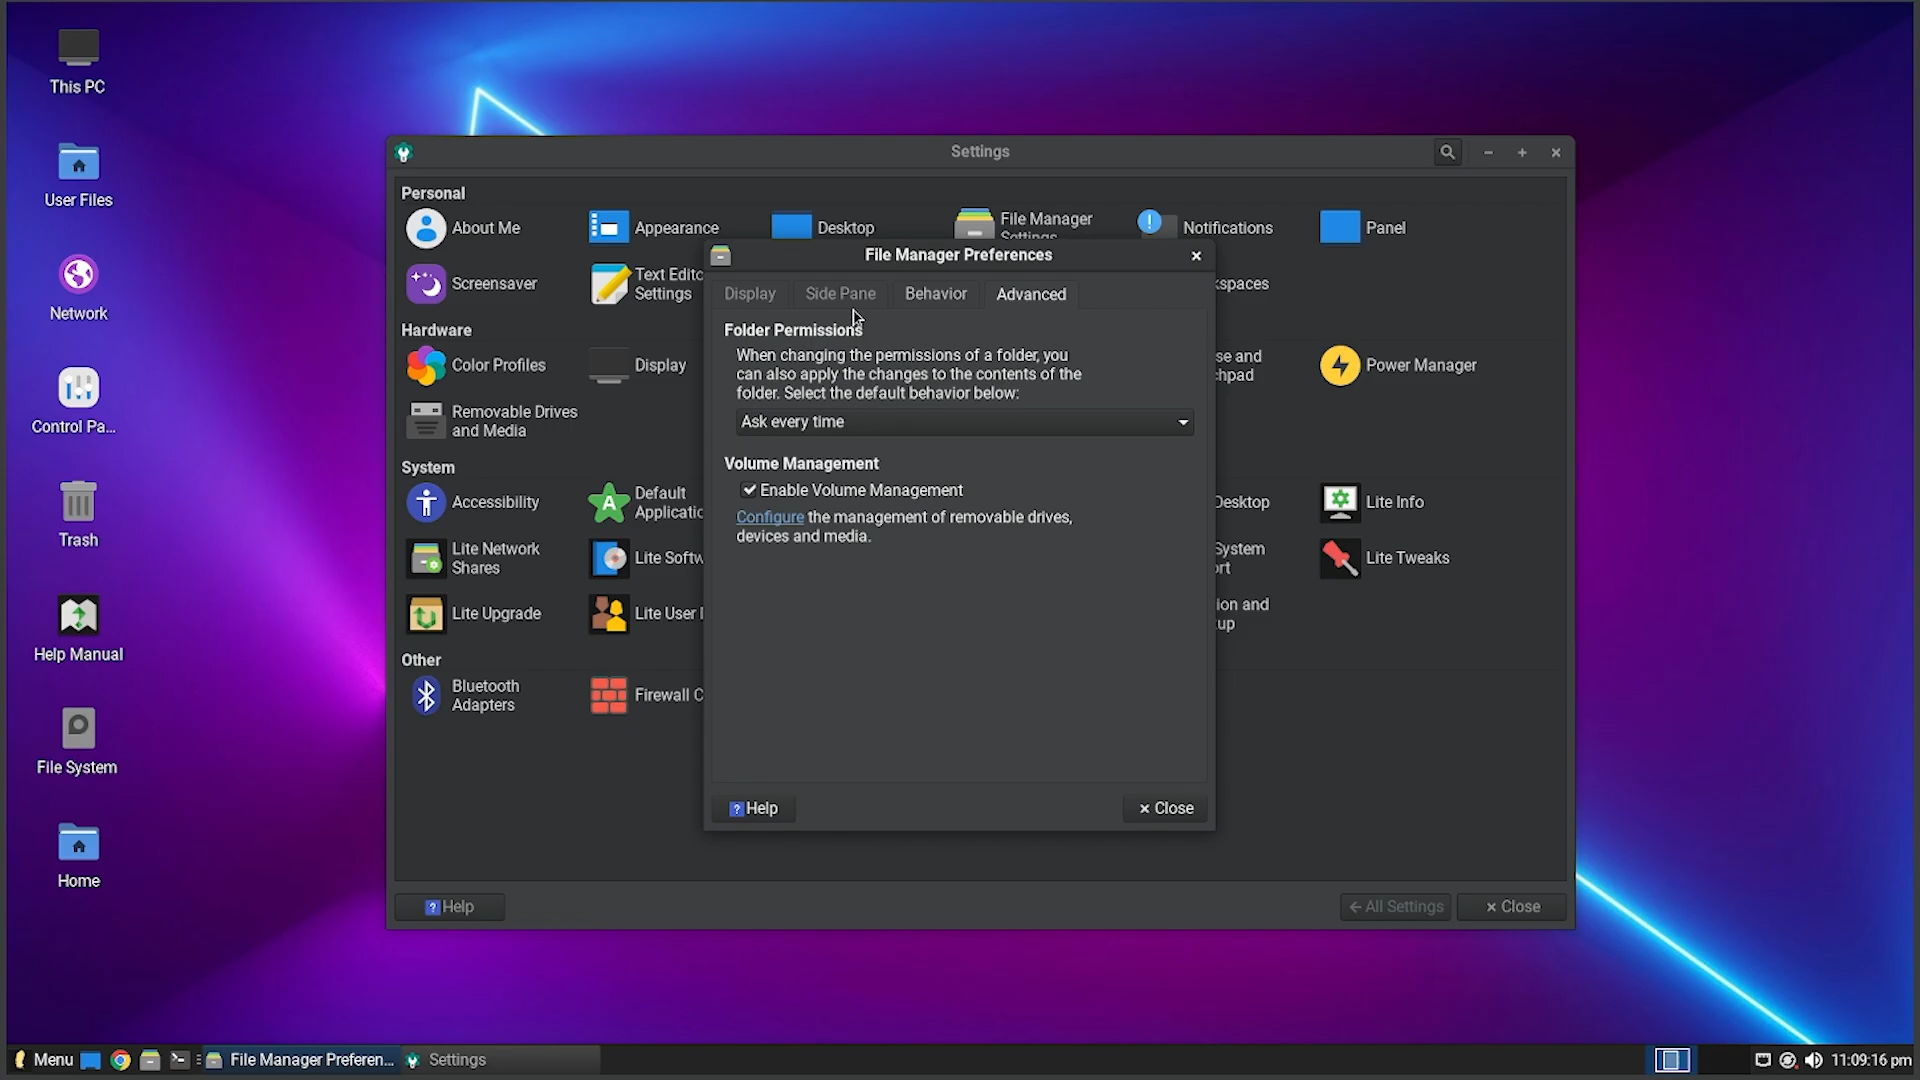 This PC
User Files
Network
Control Pa...
Trash
Help Manual
File System
Home
Settings
Personal
About Me
Appearance
Desktop
File Manager
Settings
Notifications
Panel
Screensaver
Text Edito
Settings
kspaces
Hardware
Color Profiles
Display
se and
chpad
Power Manager
Removable Drives
and Media
System
Accessibility
Default
Applicatio
Desktop
Lite Info
Lite Network
Shares
Lite Softw
System
ort
Lite Tweaks
Lite Upgrade
Lite User
ion and
up
Other
Bluetooth
Adapters
Firewall C
Help
All Settings
Close
File Manager Preferences
Display
Side Pane
Behavior
Advanced
Folder Permissions
When changing the permissions of a folder, you
can also apply the changes to the contents of the
folder. Select the default behavior below:
Ask every time
Volume Management
Enable Volume Management
Configure the management of removable drives,
devices and media.
Help
Close
Menu
File Manager Preferen...
Settings
11:09:16 pm